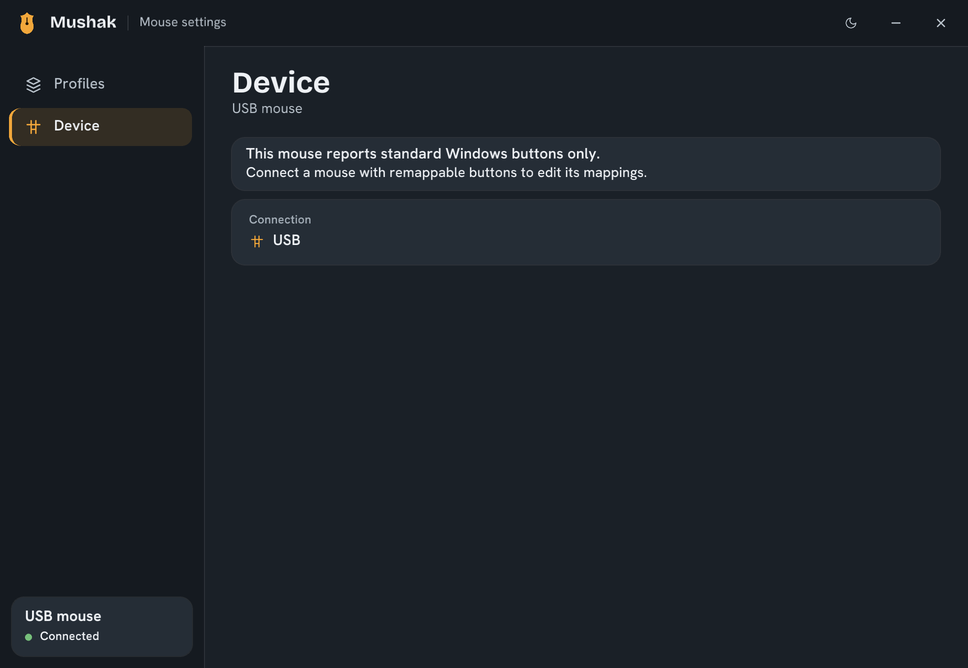 Mushak
Mouse settings
Profiles
Device
Device
USB mouse
This mouse reports standard Windows buttons only.
Connect a mouse with remappable buttons to edit its mappings.
Connection
USB
USB mouse
Connected